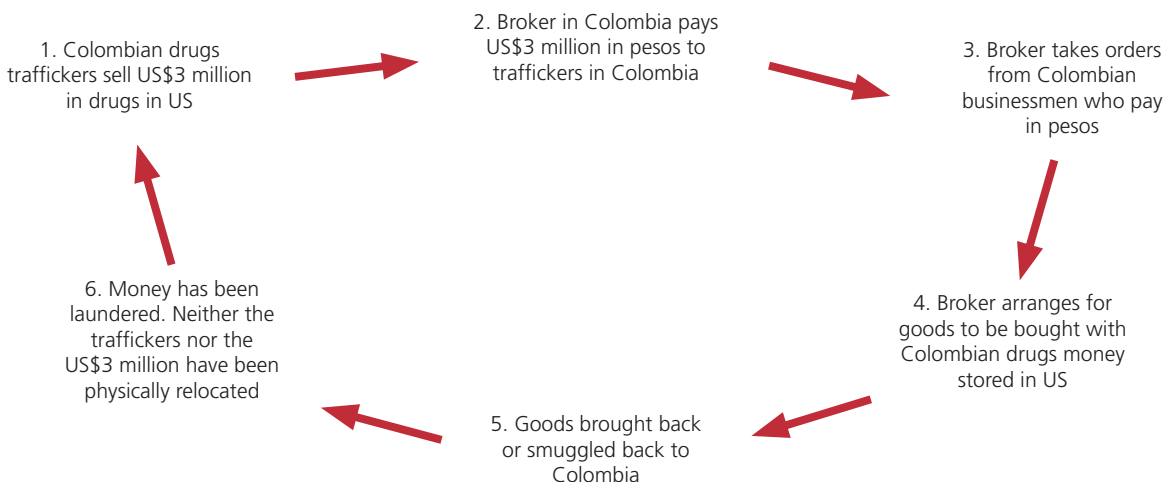 1. Colombian drugs
traffickers sell US$3 million
in drugs in US
2. Broker in Colombia pays
US$3 million in pesos to
traffickers in Colombia
3. Broker takes orders
from Colombian
businessmen who pay
in pesos
4. Broker arranges for
goods to be bought with
Colombian drugs money
stored in US
5. Goods brought back
or smuggled back to
Colombia
6. Money has been
laundered. Neither the
traffickers nor the
US$3 million have been
physically relocated